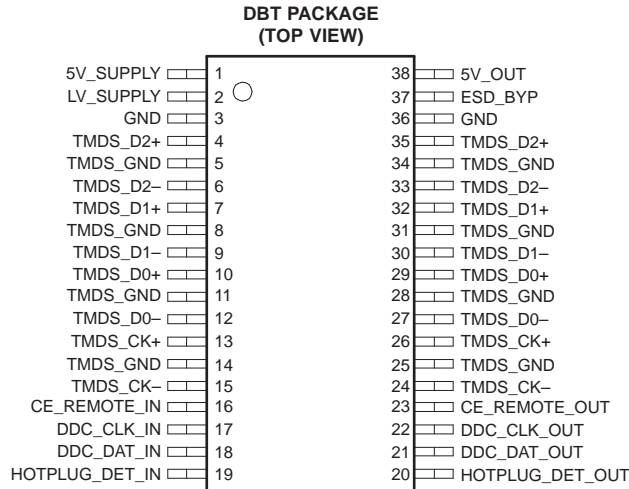 DBT PACKAGE
(TOP VIEW)
5V_SUPPLY 1 38 5V_OUT
LV_SUPPLY 2 37 ESD_BYP
GND 3 36 GND
TMDS_D2+ 4 35 TMDS_D2+
TMDS_GND 5 34 TMDS_GND
TMDS_D2– 6 33 TMDS_D2–
TMDS_D1+ 7 32 TMDS_D1+
TMDS_GND 8 31 TMDS_GND
TMDS_D1– 9 30 TMDS_D1–
TMDS_D0+ 10 29 TMDS_D0+
TMDS_GND 11 28 TMDS_GND
TMDS_D0– 12 27 TMDS_D0–
TMDS_CK+ 13 26 TMDS_CK+
TMDS_GND 14 25 TMDS_GND
TMDS_CK– 15 24 TMDS_CK–
CE_REMOTE_IN 16 23 CE_REMOTE_OUT
DDC_CLK_IN 17 22 DDC_CLK_OUT
DDC_DAT_IN 18 21 DDC_DAT_OUT
HOTPLUG_DET_IN 19 20 HOTPLUG_DET_OUT